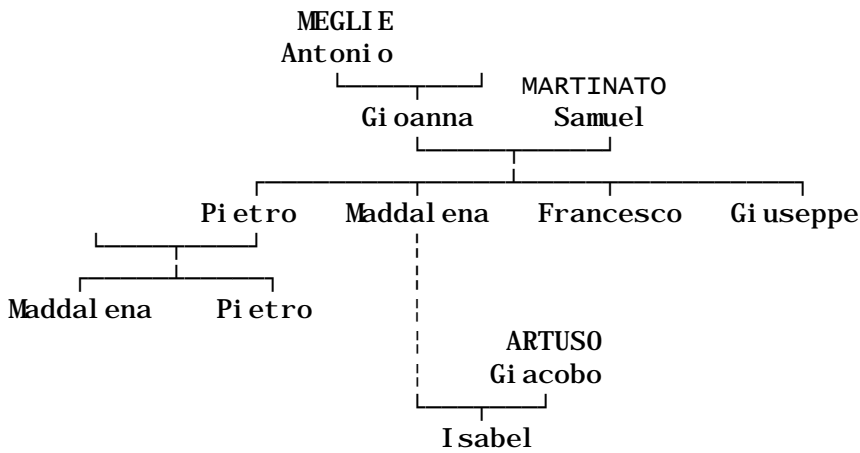 MEGLIE
Antonio
MARTINATO
Gioanna Samuel
Pietro Maddalena Francesco Giuseppe
Maddalena Pietro
ARTUSO
Giacobo
Isabel